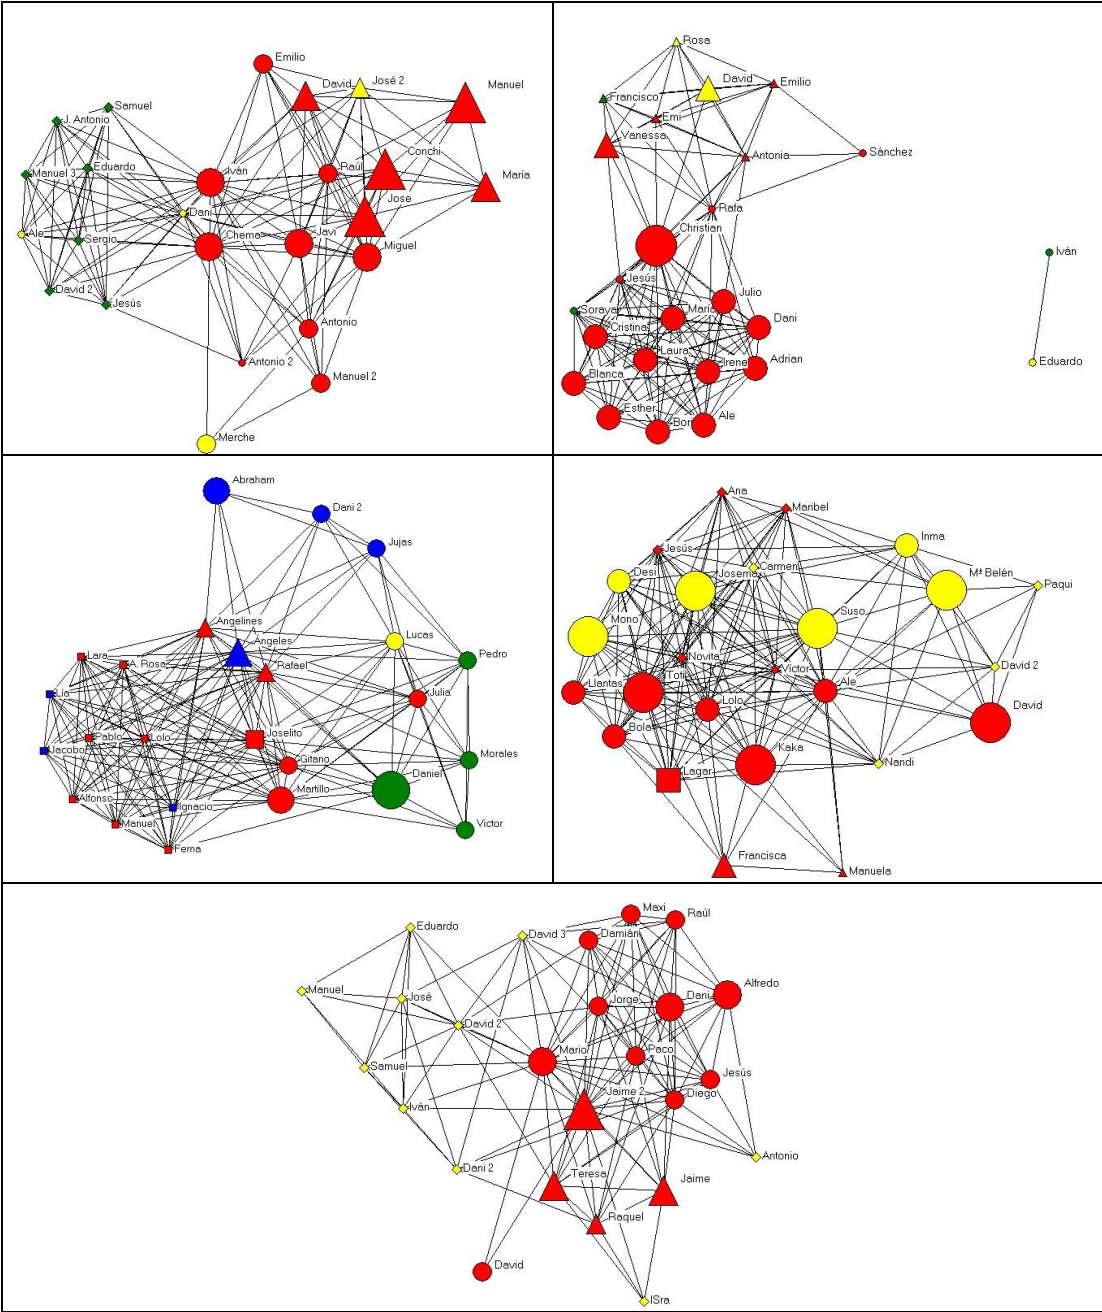 Emilio
David
José 2
Manuel
Samuel
J. Antonio
Conchi
Eduardo
Raúl
Manuel 3
Iván
María
Jose
Dani
Ale
Sergio
Chema
Javi
Miguel
David 2
Jesús
Antonio
Antonio 2
Manuel 2
Merche
Rosa
David
Emilio
Francisco
Emi
Vanessa
Antonia
Sánchez
Rafa
Christian
Iván
Jesús
Julio
Soraya
María
Dani
Cristina
Laura
Irene
Adrian
Eduardo
Blanca
Esther
Ale
Abraham
Dani 2
Jujas
Angelines
Lucas
Angeles
Pedro
Lara
A. Rosa
Rafael
Lia
Julia
Pablo
Lolo
Joselito
Jacobo
Gitano
Morales
Daniel
Alfonso
Ignacio
Martillo
Manuel
Victor
Fema
Ana
Maribel
Inma
Jesús
Desi
Josema
Carmen
Mª Belén
Paqui
Mono
Suso
Novita
Víctor
David 2
Llantas
Toti
Ale
Lolo
David
Bola
Kaka
Nandi
Lagar
Francisca
Manuela
Maxi
Raúl
Eduardo
David 3
Damián
Manuel
José
Alfredo
Jorge
Dani
David 2
Mario
Paco
Samuel
Jesús
Jaime 2
Diego
Iván
Antonio
Dani 2
Teresa
Jaime
Raquel
David
ISra